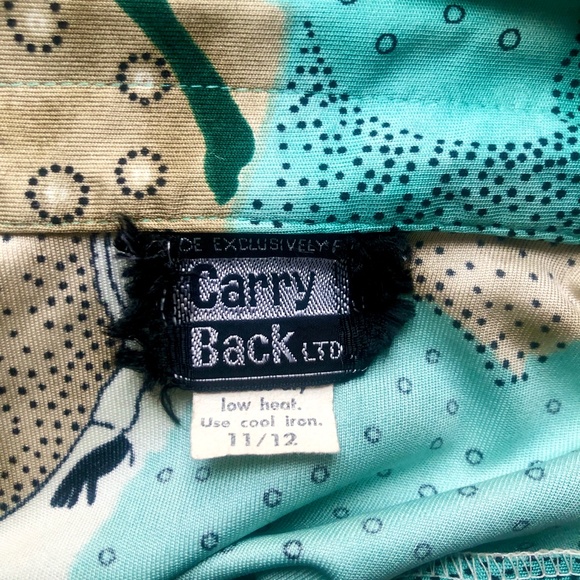 DE EXCLUSIVELY F
Carry
Back LTD
low heat.
Use cool iron.
11/12